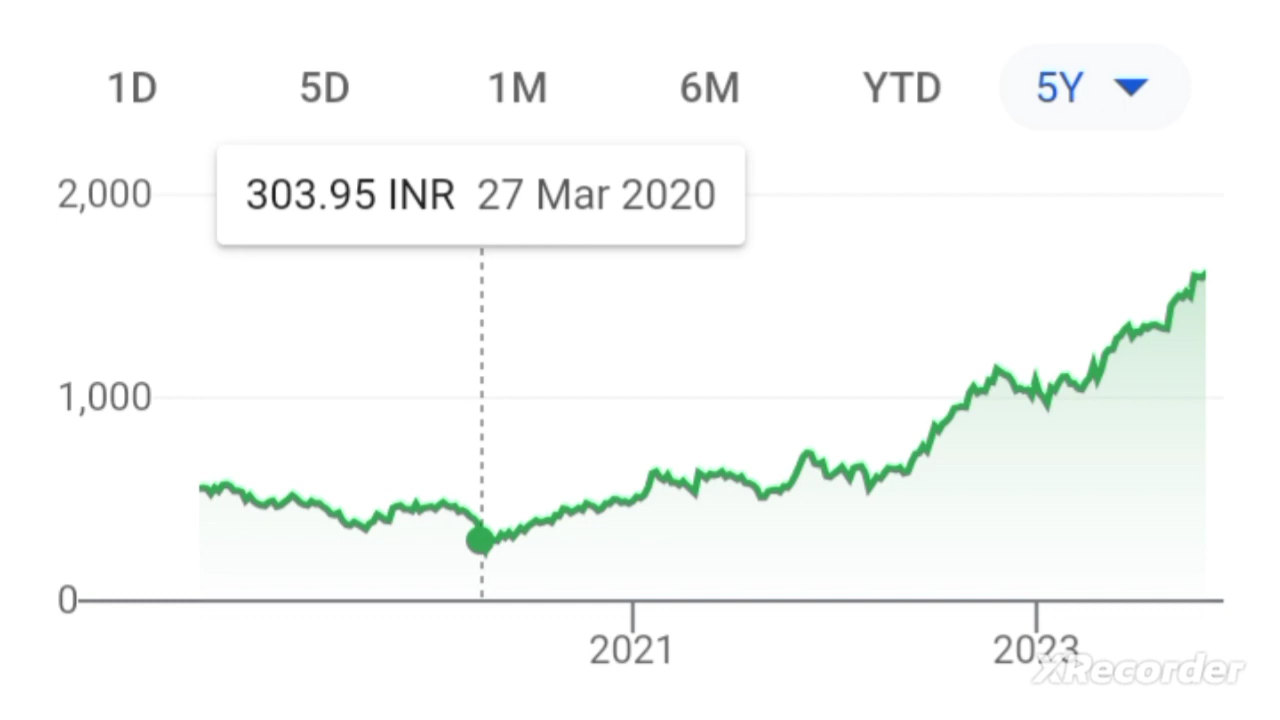 1D 5D 1M 6M YTD 5Y
303.95 INR 27 Mar 2020
2,000
1,000
0
2021 2023
XRecorder